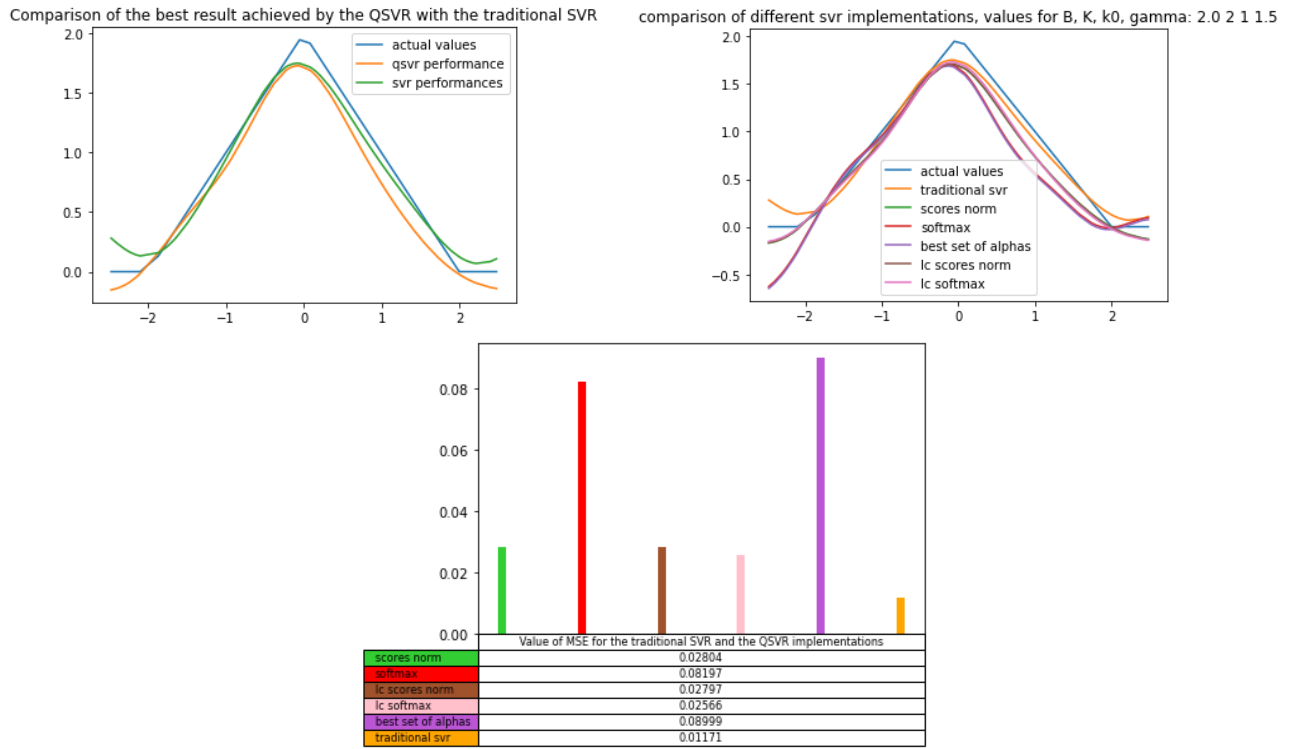 Comparison of the best result achieved by the QSVR with the traditional SVR
2.0
1.5
1.0
0.5
0.0
actual values
qsvr performance
svr performances
−2
−1
0
1
2
comparison of different svr implementations, values for B, K, k0, gamma: 2.0 2 1 1.5
2.0
1.5
1.0
0.5
0.0
−0.5
actual values
traditional svr
scores norm
softmax
best set of alphas
lc scores norm
lc softmax
−2
−1
0
1
2
0.08
0.06
0.04
0.02
0.00
Value of MSE for the traditional SVR and the QSVR implementations
scores norm 0.02804
softmax 0.08197
lc scores norm 0.02797
lc softmax 0.02566
best set of alphas 0.08999
traditional svr 0.01171